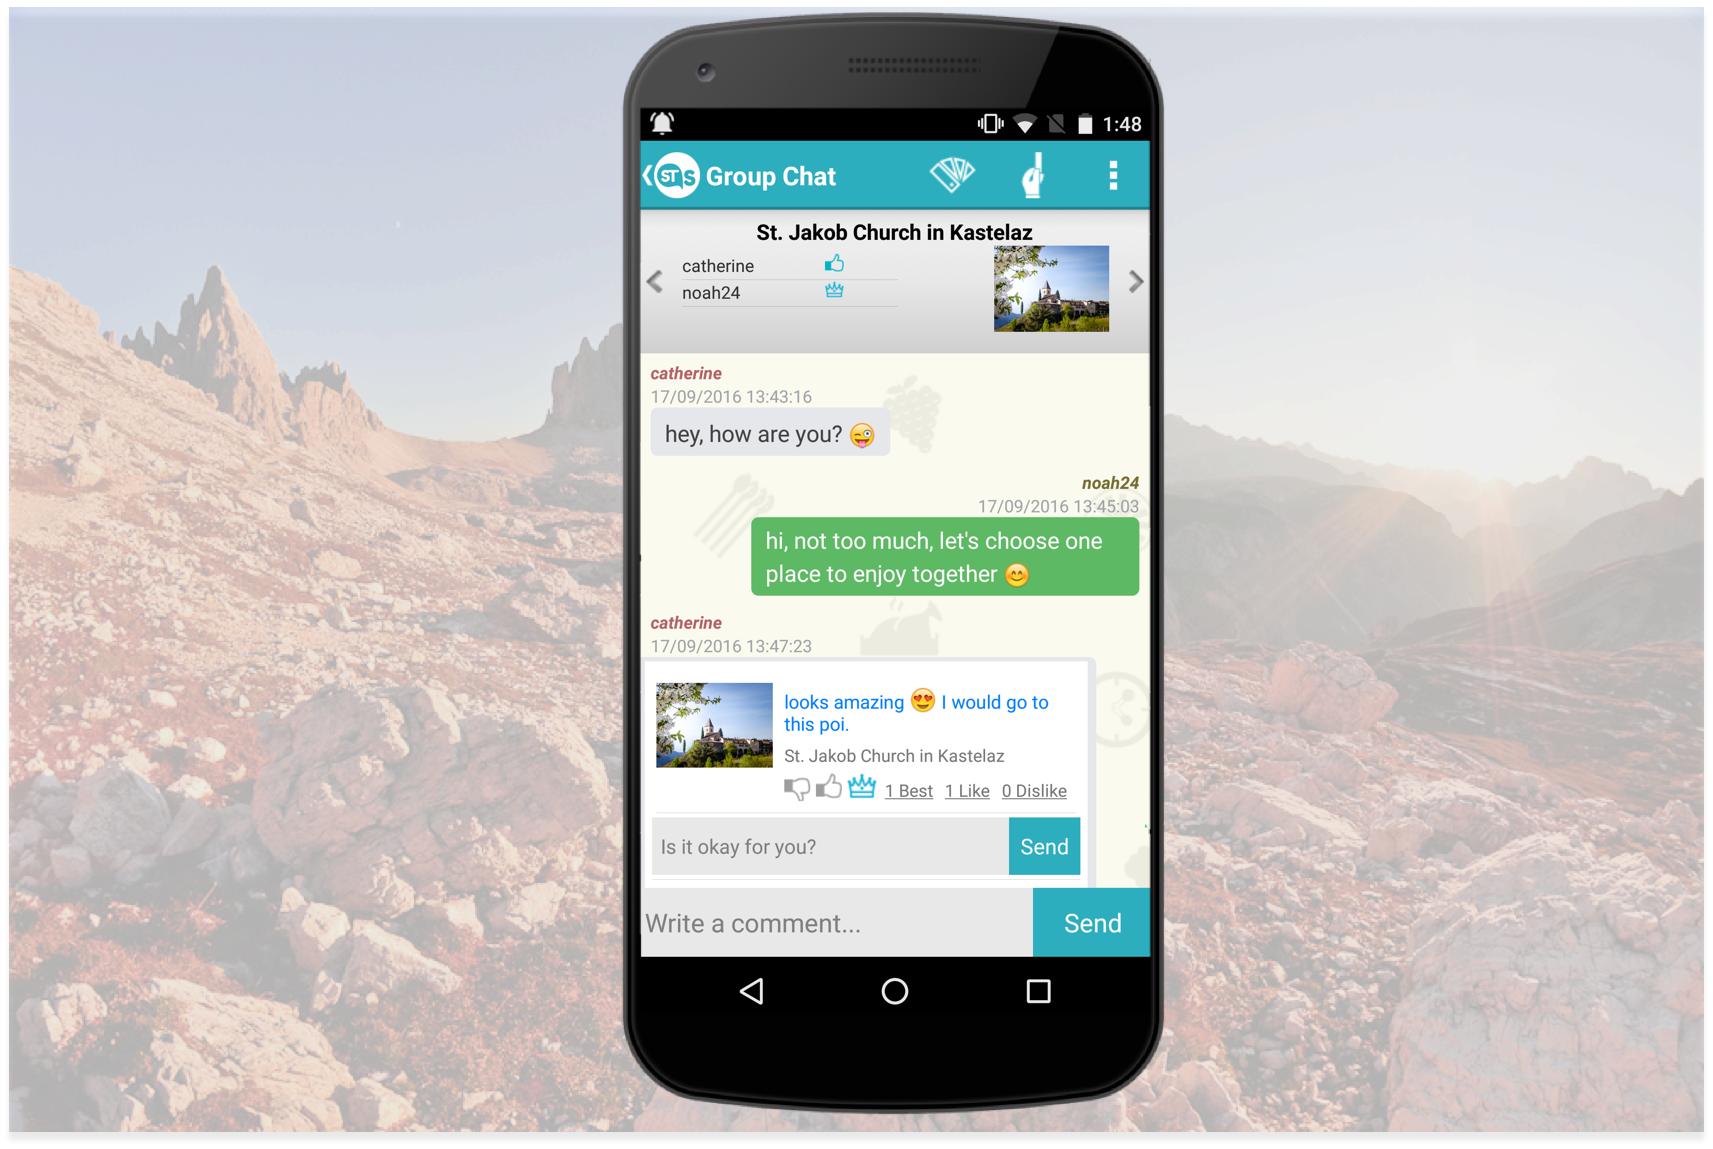 1:48
STS Group Chat
St. Jakob Church in Kastelaz
catherine
noah24
catherine
17/09/2016 13:43:16
hey, how are you? 😜
noah24
17/09/2016 13:45:03
hi, not too much, let's choose one
place to enjoy together 😊
catherine
17/09/2016 13:47:23
looks amazing 😍 I would go to
this poi.
St. Jakob Church in Kastelaz
1 Best 1 Like 0 Dislike
Is it okay for you? Send
Write a comment... Send